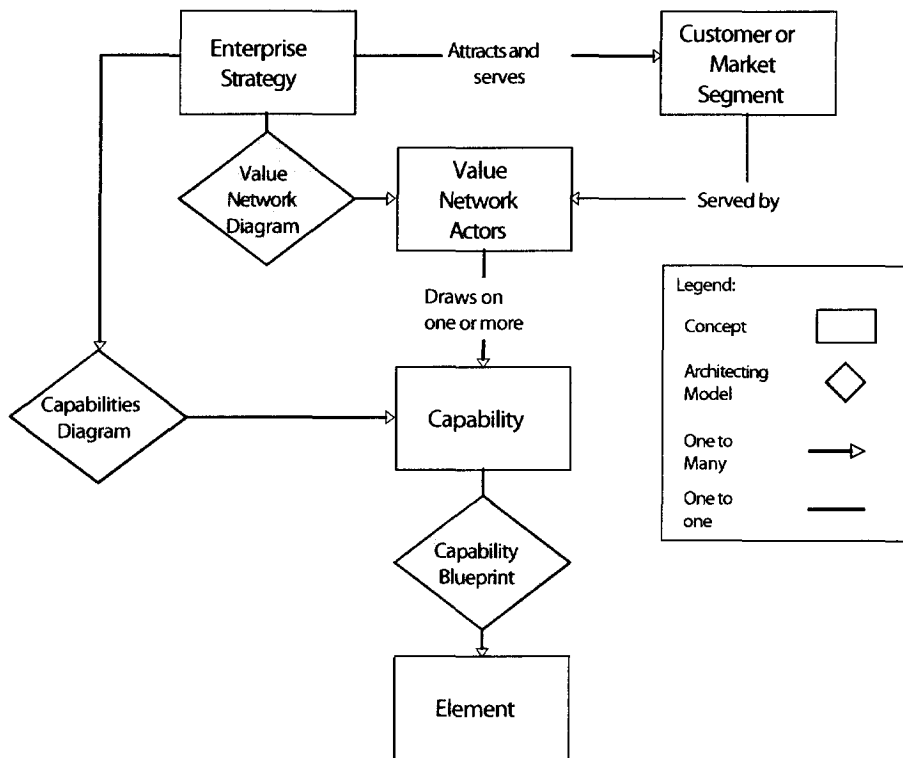 Enterprise
Strategy
Attracts and
serves
Customer or
Market
Segment
Value
Network
Diagram
Value
Network
Actors
Served by
Draws on
one or more
Capabilities
Diagram
Capability
Capability
Blueprint
Element
Legend:
Concept
Architecting
Model
One to
Many
One to
one